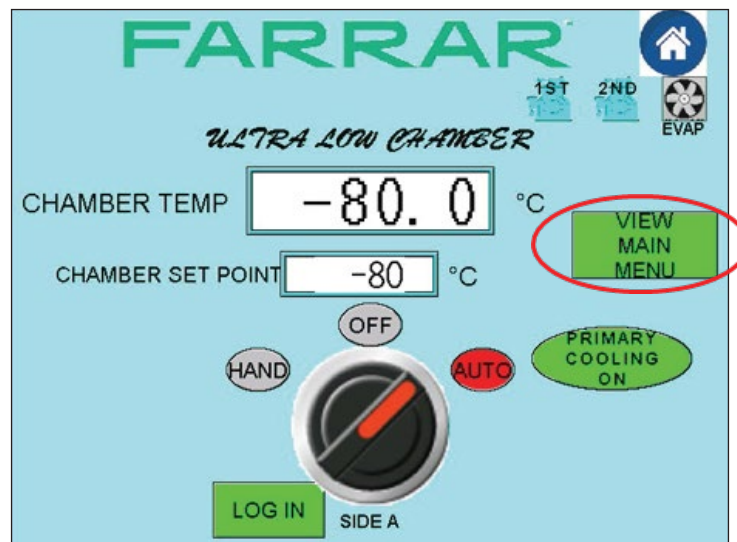 FARRAR
1ST 2ND
EVAP
ULTRA LOW CHAMBER
CHAMBER TEMP -80.0 °C
VIEW
MAIN
MENU
CHAMBER SET POINT -80 °C
OFF
HAND
AUTO
PRIMARY
COOLING
ON
LOG IN
SIDE A